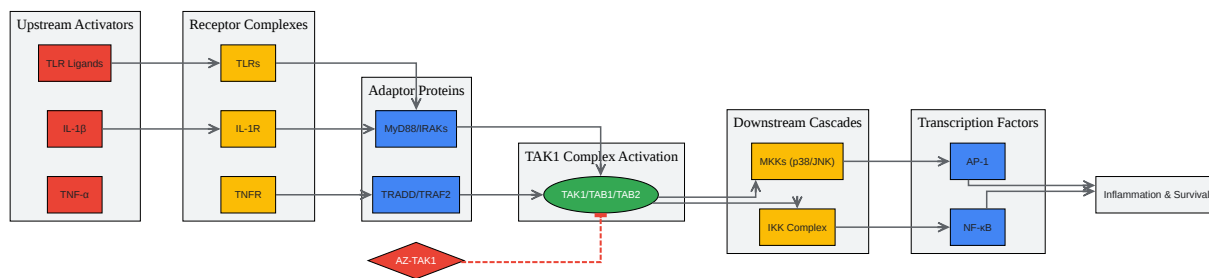 Upstream Activators
TLR Ligands
IL-1β
TNF-α
Receptor Complexes
TLRs
IL-1R
TNFR
Adaptor Proteins
MyD88/IRAKs
TRADD/TRAF2
TAK1 Complex Activation
TAK1/TAB1/TAB2
AZ-TAK1
Downstream Cascades
MKKs (p38/JNK)
IKK Complex
Transcription Factors
AP-1
NF-κB
Inflammation & Survival